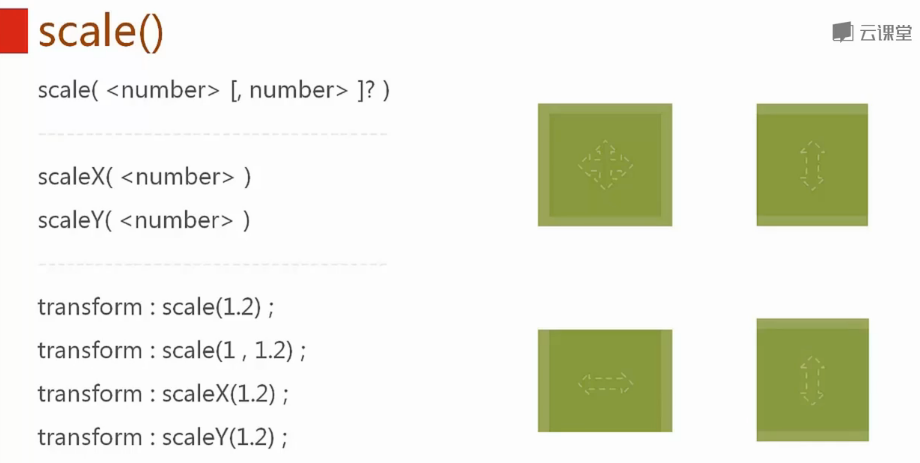 scale()
云课堂
scale( <number> [, number> ]? )
scaleX( <number> )
scaleY( <number> )
transform : scale(1.2) ;
transform : scale(1 , 1.2) ;
transform : scaleX(1.2) ;
transform : scaleY(1.2) ;